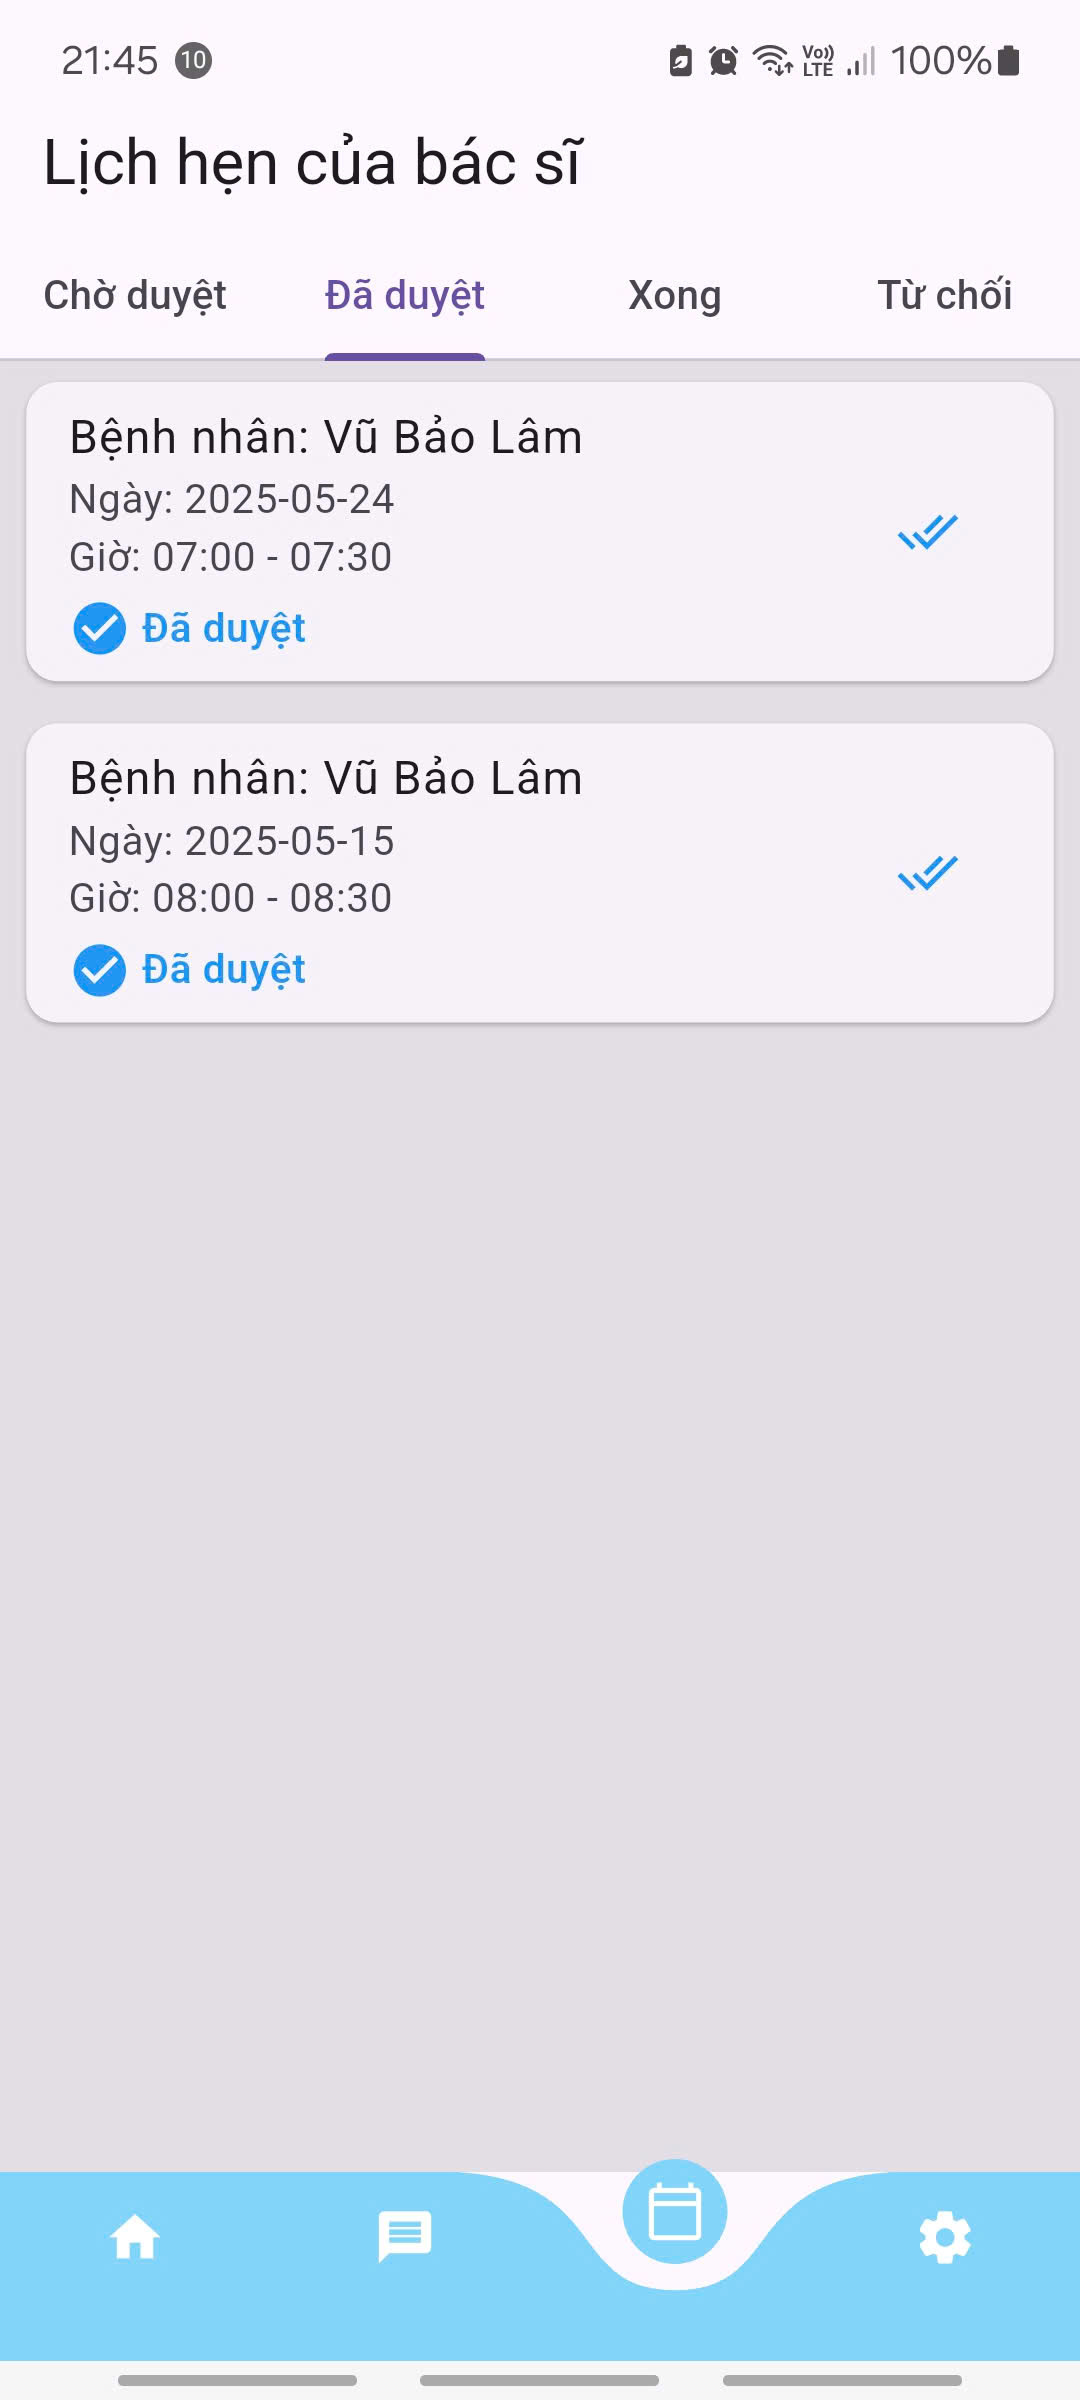 21:45 10 Vo)) LTE 100%
Lịch hẹn của bác sĩ
Chờ duyệt Đã duyệt Xong Từ chối
Bệnh nhân: Vũ Bảo Lâm
Ngày: 2025-05-24
Giờ: 07:00 - 07:30
Đã duyệt
Bệnh nhân: Vũ Bảo Lâm
Ngày: 2025-05-15
Giờ: 08:00 - 08:30
Đã duyệt